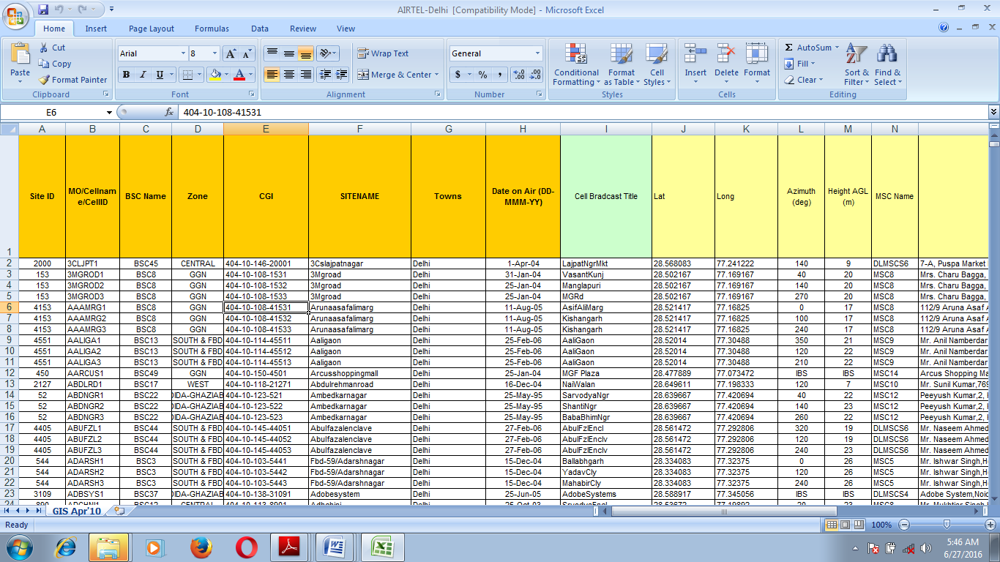 AIRTEL-Delhi [Compatibility Mode] - Microsoft Excel
Home Insert Page Layout Formulas Data Review View
Paste Cut Copy Format Painter Clipboard
Arial 8 Font
Wrap Text Merge & Center Alignment
General $ % , Number
Conditional Formatting Format as Table Cell Styles Styles
Insert Delete Format Cells
AutoSum Fill Clear Sort & Filter Find & Select Editing
E6 fx 404-10-108-41531
A B C D E F G H I J K L M N
1 Site ID MO/Cellname/CellID BSC Name Zone CGI SITENAME Towns Date on Air (DD-MMM-YY) Cell Bradcast Title Lat Long Azimuth (deg) Height AGL (m) MSC Name
2 2000 3CLJPT1 BSC45 CENTRAL 404-10-146-20001 3Cslajpatnagar Delhi 1-Apr-04 LajpatNgrMkt 28.568083 77.241222 140 9 DLMSCS6 7-A, Puspa Market
3 153 3MGROD1 BSC8 GGN 404-10-108-1531 3Mgroad Delhi 31-Jan-04 VasantKunj 28.502167 77.169167 40 20 MSC8 Mrs. Charu Bagga,
4 153 3MGROD2 BSC8 GGN 404-10-108-1532 3Mgroad Delhi 25-Jan-04 Manglapuri 28.502167 77.169167 140 20 MSC8 Mrs. Charu Bagga,
5 153 3MGROD3 BSC8 GGN 404-10-108-1533 3Mgroad Delhi 25-Jan-04 MGRd 28.502167 77.169167 270 20 MSC8 Mrs. Charu Bagga,
6 4153 AAAMRG1 BSC8 GGN 404-10-108-41531 Arunaasafalimarg Delhi 11-Aug-05 AsifAliMarg 28.521417 77.16825 0 17 MSC8 112/9 Aruna Asaf A
7 4153 AAAMRG2 BSC8 GGN 404-10-108-41532 Arunaasafalimarg Delhi 11-Aug-05 Kishangarh 28.521417 77.16825 100 17 MSC8 112/9 Aruna Asaf A
8 4153 AAAMRG3 BSC8 GGN 404-10-108-41533 Arunaasafalimarg Delhi 11-Aug-05 Kishangarh 28.521417 77.16825 240 17 MSC8 112/9 Aruna Asaf A
9 4551 AALIGA1 BSC13 SOUTH & FBD 404-10-114-45511 Aaligaon Delhi 25-Feb-06 AaliGaon 28.52014 77.30488 350 21 MSC9 Mr. Anil Namberdar
10 4551 AALIGA2 BSC13 SOUTH & FBD 404-10-114-45512 Aaligaon Delhi 25-Feb-06 AaliGaon 28.52014 77.30488 120 22 MSC9 Mr. Anil Namberdar
11 4551 AALIGA3 BSC13 SOUTH & FBD 404-10-114-45513 Aaligaon Delhi 25-Feb-06 AaliGaon 28.52014 77.30488 210 22 MSC9 Mr. Anil Namberdar
12 450 AARCUS1 BSC49 GGN 404-10-150-4501 Arcusshoppingmall Delhi 25-Jan-04 MGF Plaza 28.477889 77.073472 IBS IBS MSC14 Arcus Shopping Ma
13 2127 ABDLRD1 BSC17 WEST 404-10-118-21271 Abdulrehmanroad Delhi 16-Dec-04 NaiWalan 28.649611 77.198333 120 7 MSC10 Mr. Sunil Kumar,769
14 52 ABDNGR1 BSC22 OIDA-GHAZIAB 404-10-123-521 Ambedkarnagar Delhi 25-May-95 SarvodyaNgr 28.639667 77.420694 40 22 MSC12 Peeyush Kumar,2,
15 52 ABDNGR2 BSC22 OIDA-GHAZIAB 404-10-123-522 Ambedkarnagar Delhi 25-May-95 ShantiNgr 28.639667 77.420694 140 23 MSC12 Peeyush Kumar,2,
16 52 ABDNGR3 BSC22 OIDA-GHAZIAB 404-10-123-523 Ambedkarnagar Delhi 25-May-95 BabaBhimNgr 28.639667 77.420694 260 22 MSC12 Peeyush Kumar,2,
17 4405 ABUFZL1 BSC44 SOUTH & FBD 404-10-145-44051 Abulfazalenclave Delhi 27-Feb-06 AbulFzlEncl 28.561472 77.292806 320 19 DLMSCS6 Mr. Naseem Ahmed
18 4405 ABUFZL2 BSC44 SOUTH & FBD 404-10-145-44052 Abulfazalenclave Delhi 27-Feb-06 AbulFzlEnclv 28.561472 77.292806 120 19 DLMSCS6 Mr. Naseem Ahmed
19 4405 ABUFZL3 BSC44 SOUTH & FBD 404-10-145-44053 Abulfazalenclave Delhi 27-Feb-06 AbulFzlEnclv 28.561472 77.292806 240 23 DLMSCS6 Mr. Naseem Ahmed
20 544 ADARSH1 BSC3 SOUTH & FBD 404-10-103-5441 Fbd-59/Adarshnagar Delhi 15-Dec-04 Ballabhgarh 28.334083 77.32375 0 26 MSC5 Mr. Ishwar Singh,H
21 544 ADARSH2 BSC3 SOUTH & FBD 404-10-103-5442 Fbd-59/Adarshnagar Delhi 15-Dec-04 YadavCly 28.334083 77.32375 120 26 MSC5 Mr. Ishwar Singh,H
22 544 ADARSH3 BSC3 SOUTH & FBD 404-10-103-5443 Fbd-59/Adarshnagar Delhi 15-Dec-04 MahabirCly 28.334083 77.32375 240 26 MSC5 Mr. Ishwar Singh,H
23 3109 ADBSYS1 BSC37 OIDA-GHAZIAB 404-10-138-31091 Adobesystem Delhi 25-Jun-05 AdobeSystems 28.588917 77.345056 IBS IBS DLMSCS4 Adobe System,Noid
GIS Apr'10
Ready 100%
5:46 AM
6/27/2016